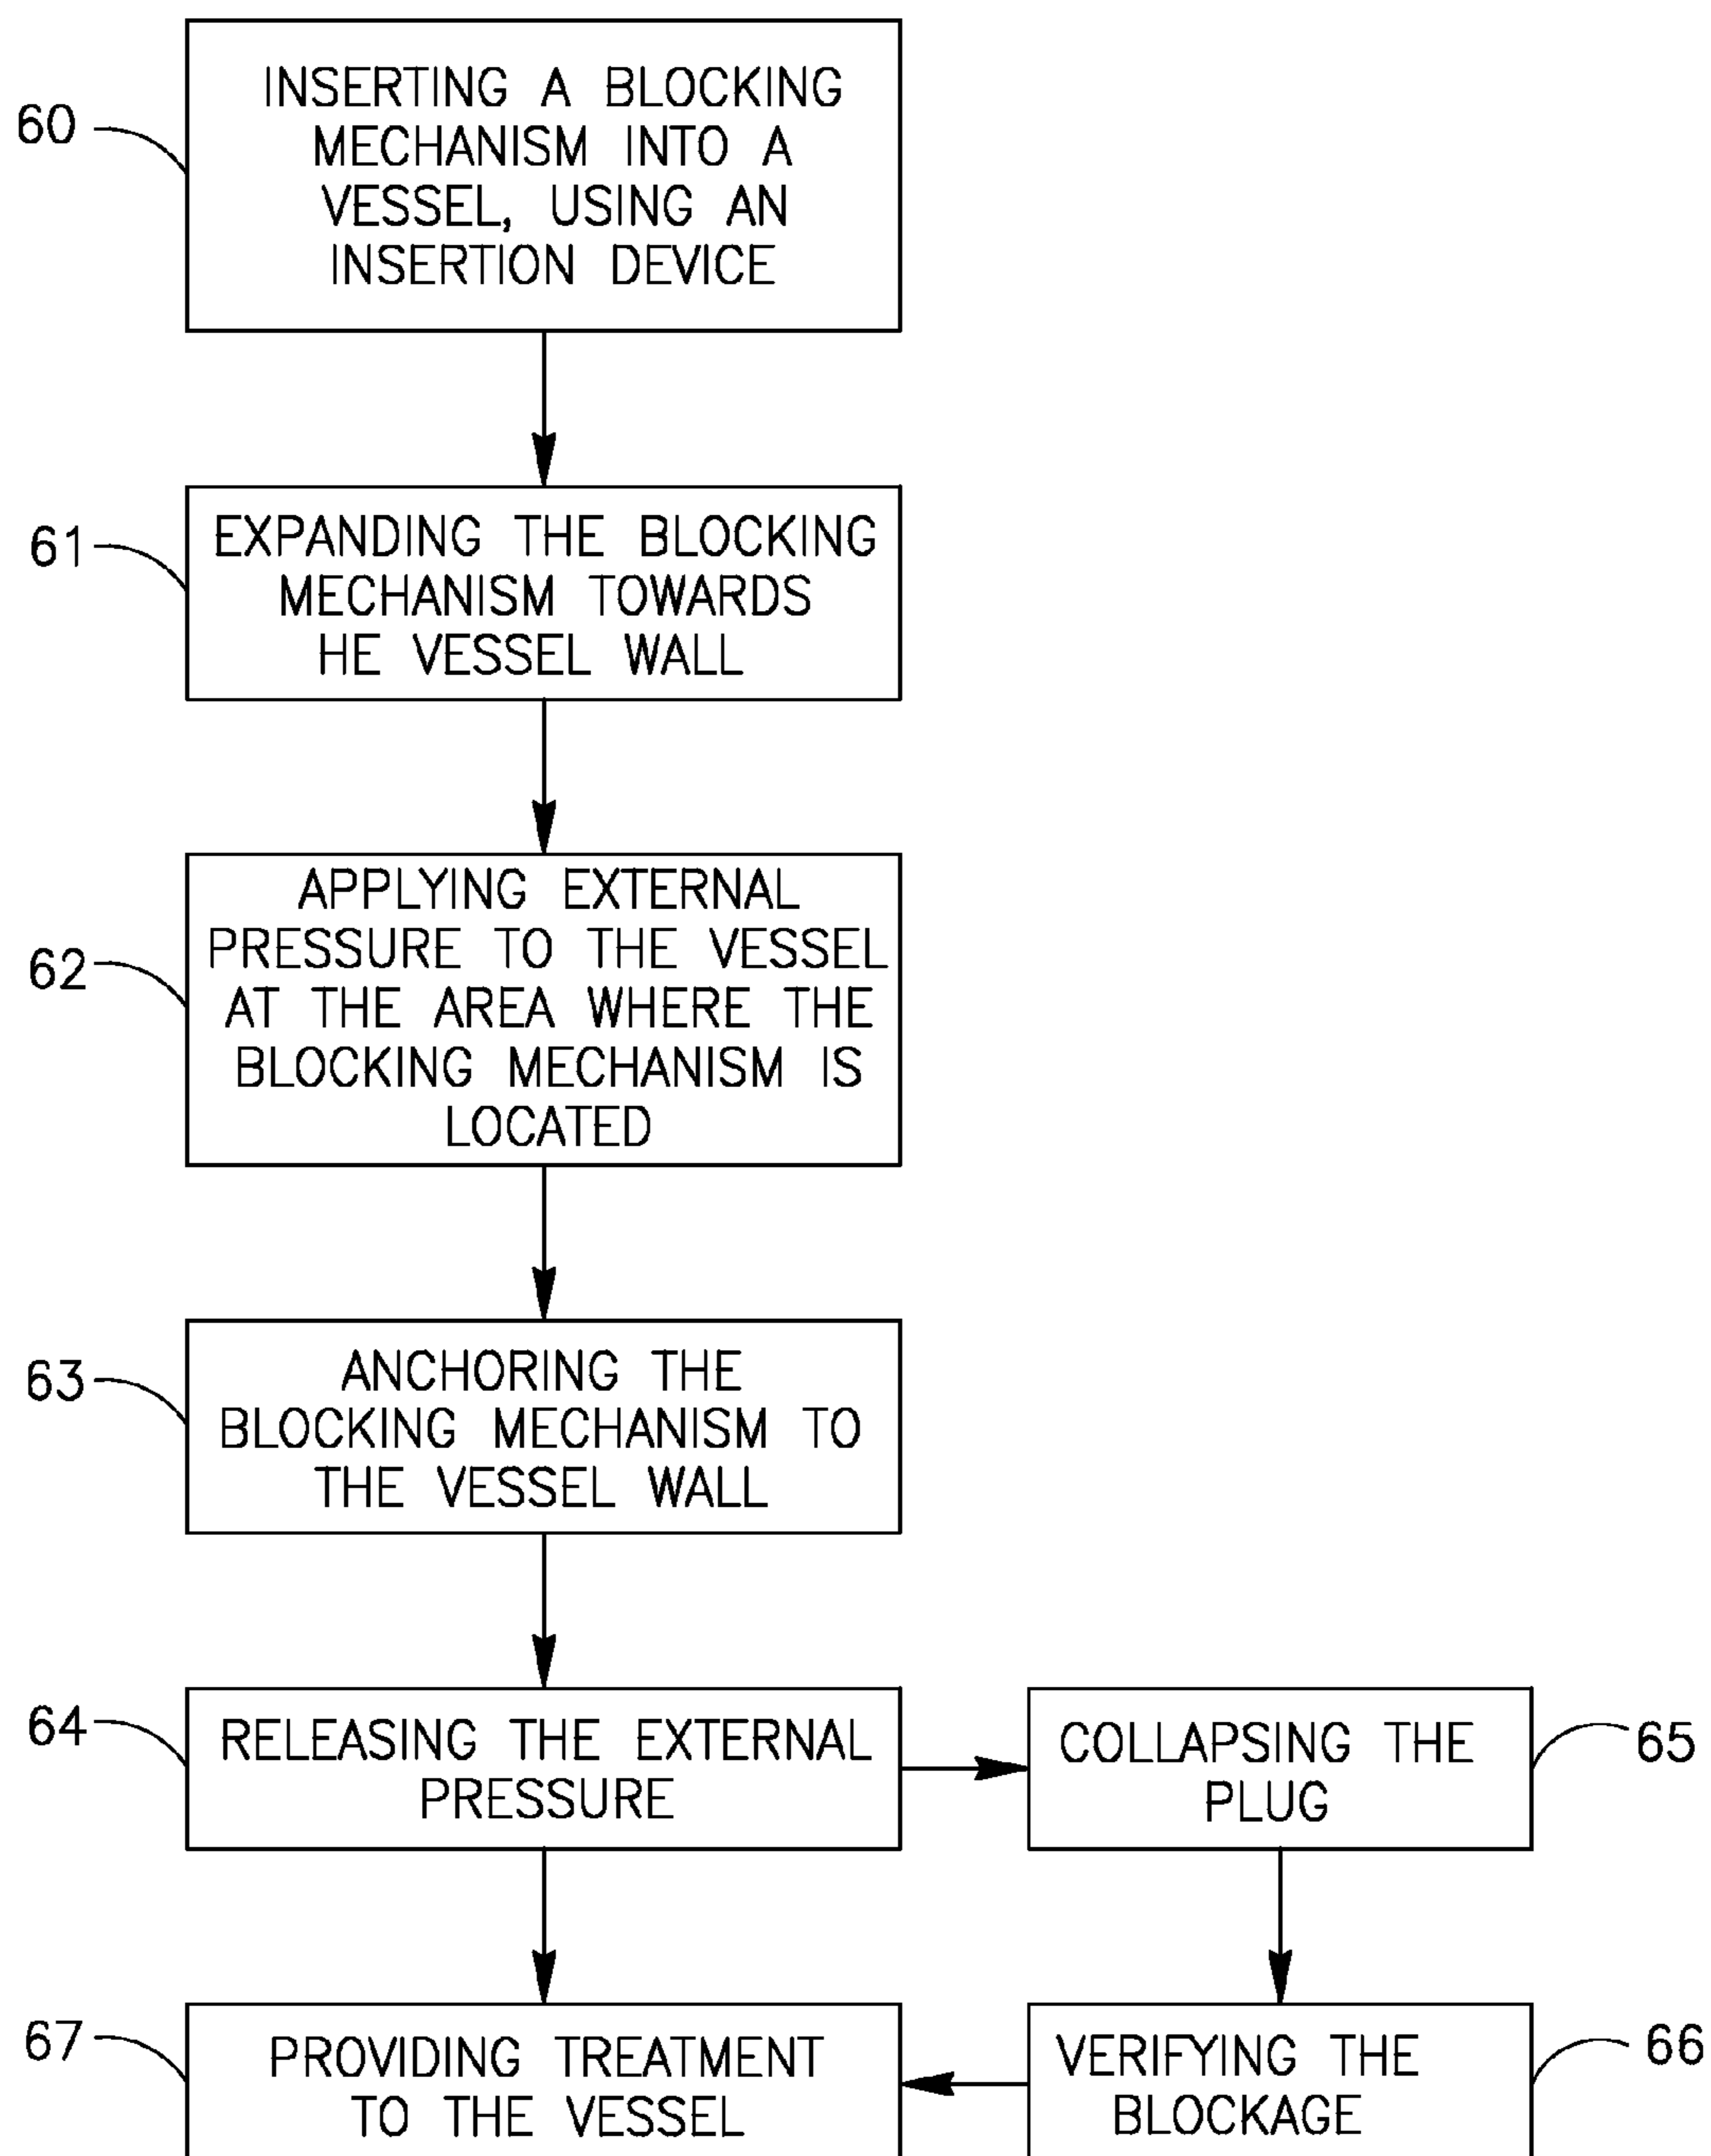 60
INSERTING A BLOCKING
MECHANISM INTO A
VESSEL, USING AN
INSERTION DEVICE
61
EXPANDING THE BLOCKING
MECHANISM TOWARDS
HE VESSEL WALL
62
APPLYING EXTERNAL
PRESSURE TO THE VESSEL
AT THE AREA WHERE THE
BLOCKING MECHANISM IS
LOCATED
63
ANCHORING THE
BLOCKING MECHANISM TO
THE VESSEL WALL
64
RELEASING THE EXTERNAL
PRESSURE
COLLAPSING THE
PLUG
65
67
PROVIDING TREATMENT
TO THE VESSEL
VERIFYING THE
BLOCKAGE
66